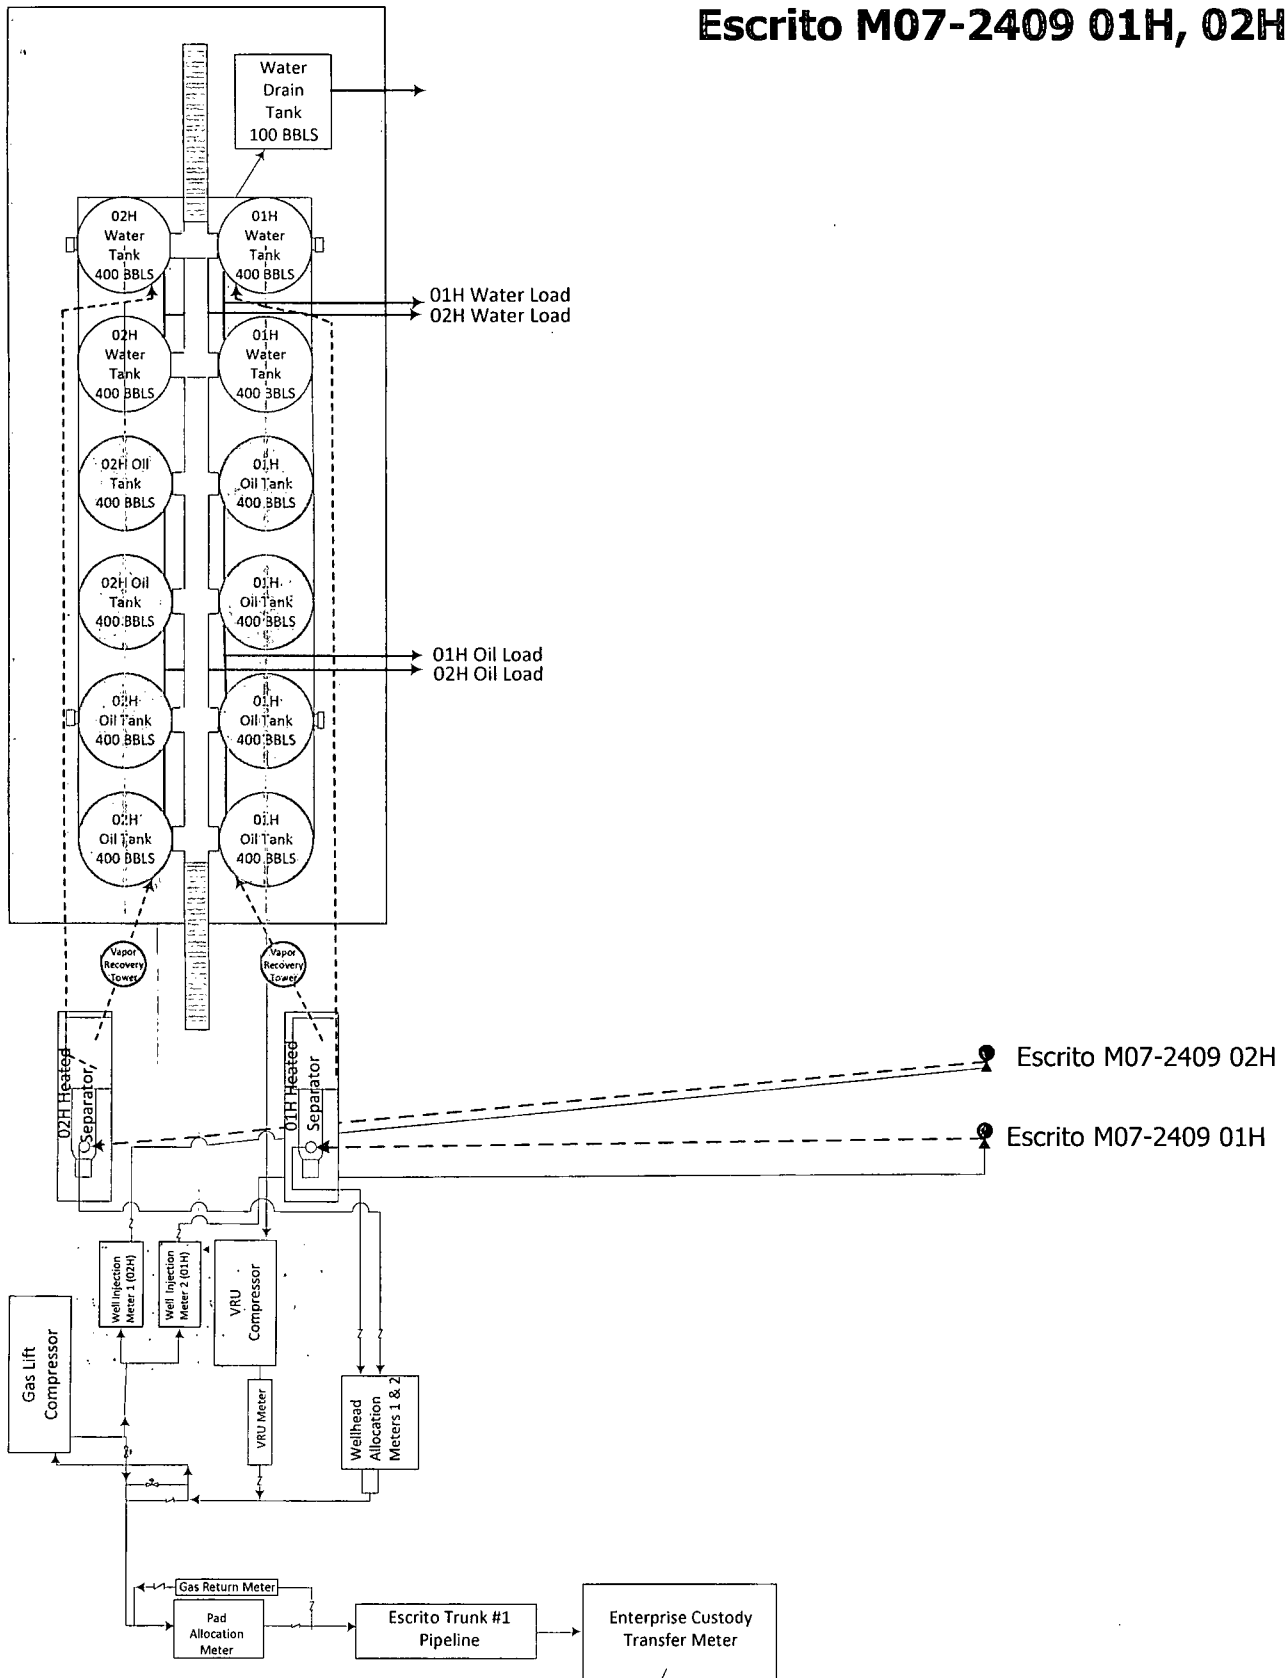 Escrito M07-2409 01H, 02H
Water
Drain
Tank
100 BBLS
02H
Water
Tank
400 BBLS
01H
Water
Tank
400 BBLS
01H Water Load
02H Water Load
02H
Water
Tank
400 BBLS
01H
Water
Tank
400 BBLS
02H Oil
Tank
400 BBLS
01H
Oil Tank
400 BBLS
02H Oil
Tank
400 BBLS
01H
Oil Tank
400 BBLS
01H Oil Load
02H Oil Load
02H
Oil Tank
400 BBLS
01H
Oil Tank
400 BBLS
02H
Oil Tank
400 BBLS
01H
Oil Tank
400 BBLS
Vapor
Recovery
Tower
Vapor
Recovery
Tower
02H Heated
Separator
01H Heated
Separator
Escrito M07-2409 02H
Escrito M07-2409 01H
Well Injection
Meter 1 (02H)
Well Injection
Meter 2 (01H)
VRU
Compressor
Gas Lift
Compressor
VRU Meter
Wellhead
Allocation
Meters 1 & 2
Gas Return Meter
Pad
Allocation
Meter
Escrito Trunk #1
Pipeline
Enterprise Custody
Transfer Meter